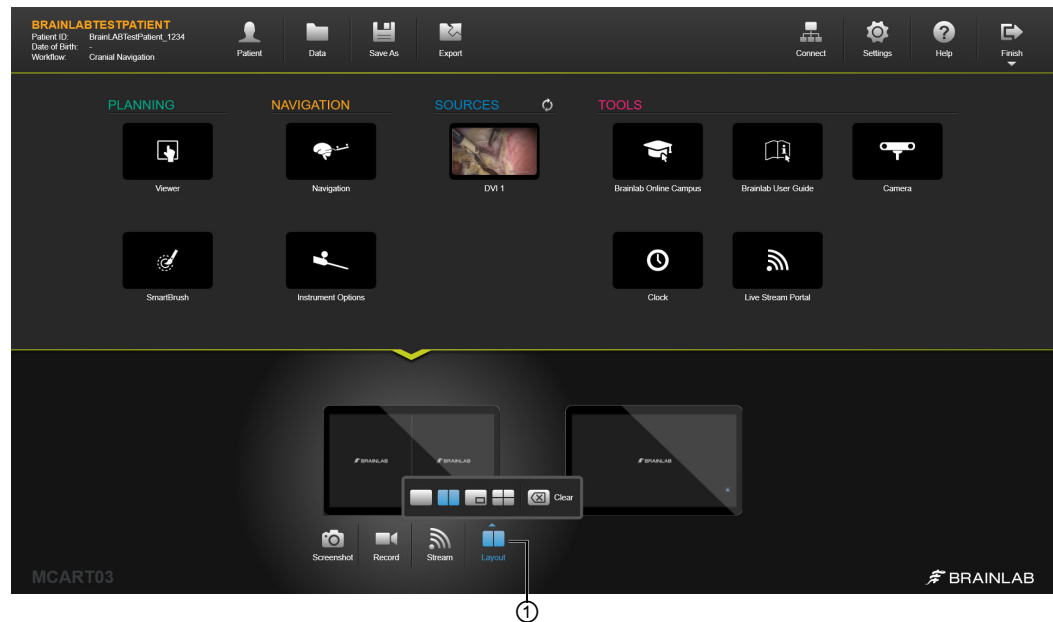 BRAINLABTESTPATIENT
Patient ID: BrainLABTestPatient_1234
Date of Birth: -
Workflow: Cranial Navigation
Patient
Data
Save As
Export
Connect
Settings
Help
Finish
PLANNING
NAVIGATION
SOURCES
TOOLS
Viewer
Navigation
DVI 1
Brainlab Online Campus
Brainlab User Guide
Camera
SmartBrush
Instrument Options
Clock
Live Stream Portal
BRAINLAB
BRAINLAB
BRAINLAB
Clear
Screenshot
Record
Stream
Layout
MCART03
BRAINLAB
1